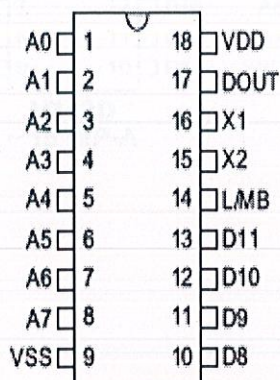 A0 1 18 VDD
A1 2 17 DOUT
A2 3 16 X1
A3 4 15 X2
A4 5 14 L/MB
A5 6 13 D11
A6 7 12 D10
A7 8 11 D9
VSS 9 10 D8